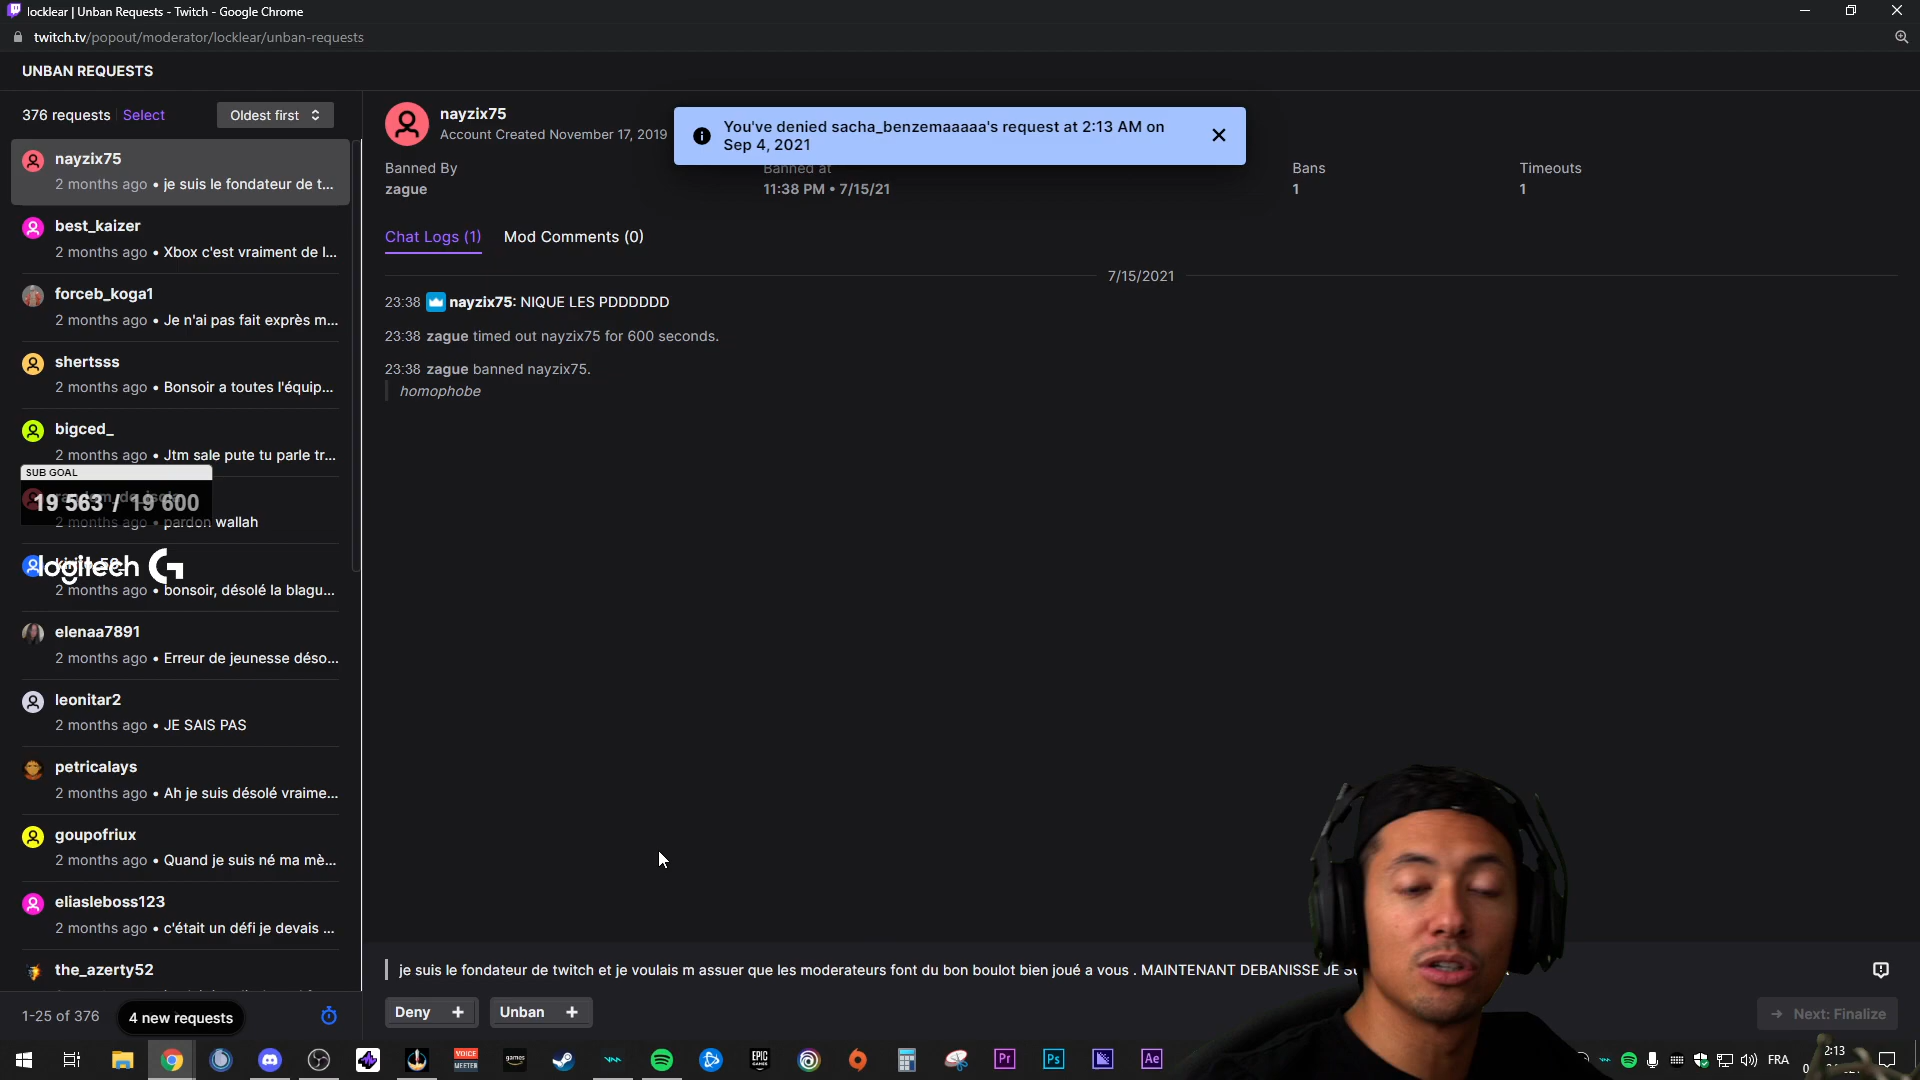 locklear | Unban Requests - Twitch - Google Chrome
twitch.tv/popout/moderator/locklear/unban-requests
UNBAN REQUESTS
376 requests Select Oldest first
nayzix75
2 months ago • je suis le fondateur de t...
best_kaizer
2 months ago • Xbox c'est vraiment de l...
forceb_koga1
2 months ago • Je n'ai pas fait exprès m...
shertsss
2 months ago • Bonsoir a toutes l'équip...
bigced_
2 months ago • Jtm sale pute tu parle tr...
SUB GOAL
19 563 / 19 600
2 months ago • pardon wallah
logitech G
2 months ago • bonsoir, désolé la blagu...
elenaa7891
2 months ago • Erreur de jeunesse déso...
leonitar2
2 months ago • JE SAIS PAS
petricalays
2 months ago • Ah je suis désolé vraime...
goupofriux
2 months ago • Quand je suis né ma mè...
eliasleboss123
2 months ago • c'était un défi je devais ...
the_azerty52
1-25 of 376
4 new requests
nayzix75
Account Created November 17, 2019
You've denied sacha_benzemaaaaa's request at 2:13 AM on
Sep 4, 2021
Banned By
zague
Banned at
11:38 PM • 7/15/21
Bans
1
Timeouts
1
Chat Logs (1) Mod Comments (0)
7/15/2021
23:38 nayzix75: NIQUE LES PDDDDDD
23:38 zague timed out nayzix75 for 600 seconds.
23:38 zague banned nayzix75.
homophobe
je suis le fondateur de twitch et je voulais m assuer que les moderateurs font du bon boulot bien joué a vous . MAINTENANT DEBANISSE JE
Deny +
Unban +
Next: Finalize
VOICE
MEETER
games
EPIC
GAMES
Pr
Ps
Ae
FRA
2:13